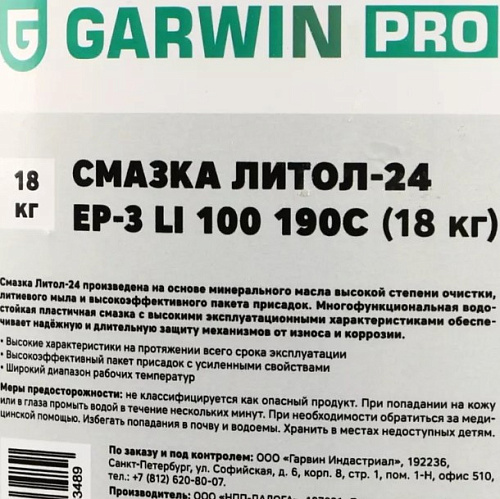 G GARWIN PRO
18
КГ
СМАЗКА ЛИТОЛ-24
EP-3 LI 100 190C (18 кг)
Смазка Литол-24 произведена на основе минерального масла высокой степени очистки,
литиевого мыла и высокоэффективного пакета присадок. Многофункциональная водо-
стойкая пластичная смазка с высокими эксплуатационными характеристиками обеспе-
чивает надёжную и длительную защиту механизмов от износа и коррозии.
• Высокие характеристики на протяжении всего срока эксплуатации
• Высокоэффективный пакет присадок с усиленными свойствами
• Широкий диапазон рабочих температур
Меры предосторожности: не классифицируется как опасный продукт. При попадании на кожу
или в глаза промыть водой в течение нескольких минут. При необходимости обратиться за меди-
цинской помощью. Избегать попадания в почву и водоемы. Хранить в местах недоступных детям.
По заказу и под контролем: ООО «Гарвин Индастриал», 192236,
Санкт-Петербург, ул. Софийская, д. 6, корп. 8, стр. 1, пом. 1-Н, офис 510,
тел.: +7 (812) 620-80-07.
Производитель: ООО «НПП-ЛАДОГА»
3489